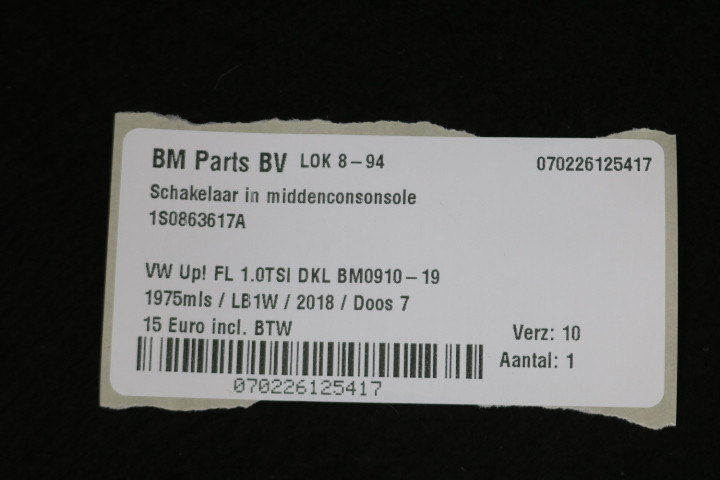 BM Parts BV LOK 8-94 070226125417
Schakelaar in middenconsonsole
1S0863617A
VW Up! FL 1.0TSI DKL BM0910-19
1975mls / LB1W / 2018 / Doos 7
15 Euro incl. BTW
Verz: 10
Aantal: 1
070226125417